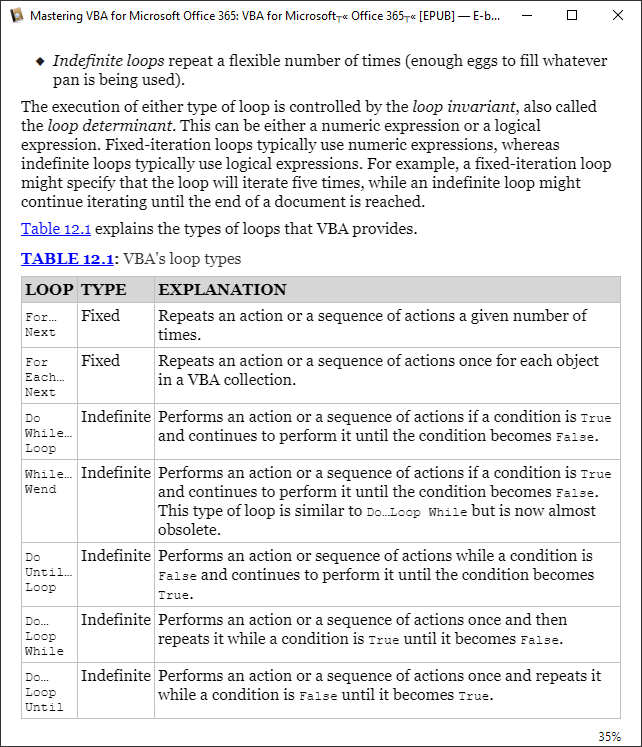 Mastering VBA for Microsoft Office 365: VBA for Microsoft┬« Office 365┬« [EPUB] — E-b...
◆ Indefinite loops repeat a flexible number of times (enough eggs to fill whatever
pan is being used).
The execution of either type of loop is controlled by the loop invariant, also called
the loop determinant. This can be either a numeric expression or a logical
expression. Fixed-iteration loops typically use numeric expressions, whereas
indefinite loops typically use logical expressions. For example, a fixed-iteration loop
might specify that the loop will iterate five times, while an indefinite loop might
continue iterating until the end of a document is reached.
Table 12.1 explains the types of loops that VBA provides.
TABLE 12.1: VBA's loop types
LOOP TYPE EXPLANATION
For… Fixed Repeats an action or a sequence of actions a given number of
Next times.
For Fixed Repeats an action or a sequence of actions once for each object
Each… in a VBA collection.
Next
Do Indefinite Performs an action or a sequence of actions if a condition is True
While… and continues to perform it until the condition becomes False.
Loop
While… Indefinite Performs an action or a sequence of actions if a condition is True
Wend and continues to perform it until the condition becomes False.
This type of loop is similar to Do…Loop While but is now almost
obsolete.
Do Indefinite Performs an action or sequence of actions while a condition is
Until… False and continues to perform it until the condition becomes
Loop True.
Do… Indefinite Performs an action or a sequence of actions once and then
Loop repeats it while a condition is True until it becomes False.
While
Do… Indefinite Performs an action or a sequence of actions once and repeats it
Loop while a condition is False until it becomes True.
Until
35%